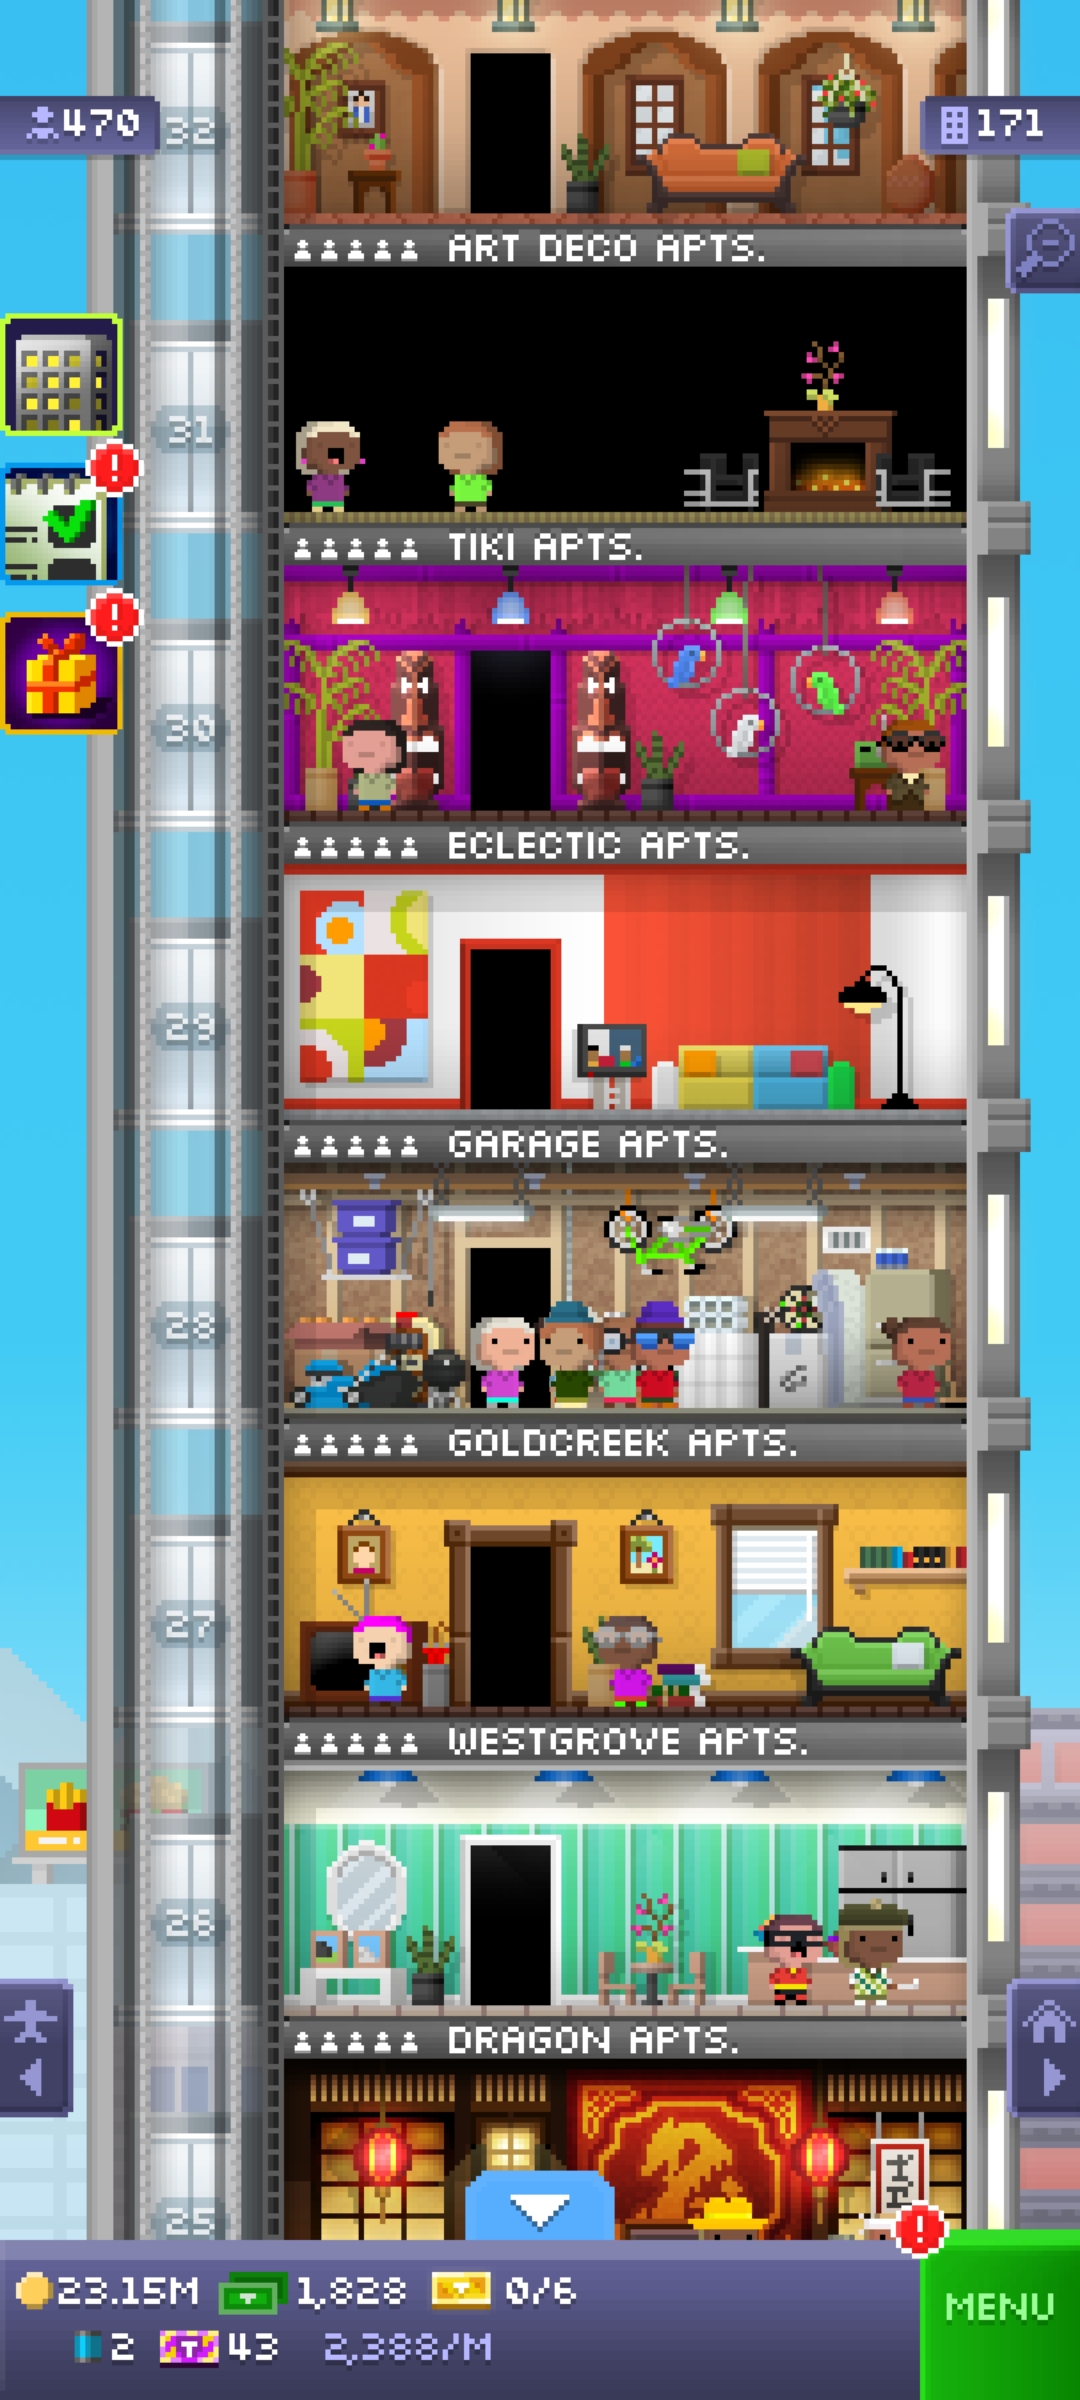 470
32
171
ART DECO APTS.
31
TIKI APTS.
30
ECLECTIC APTS.
29
GARAGE APTS.
28
GOLDCREEK APTS.
27
WESTGROVE APTS.
26
DRAGON APTS.
25
23.15M 1,828 0/6
MENU
2 43 2,388/M